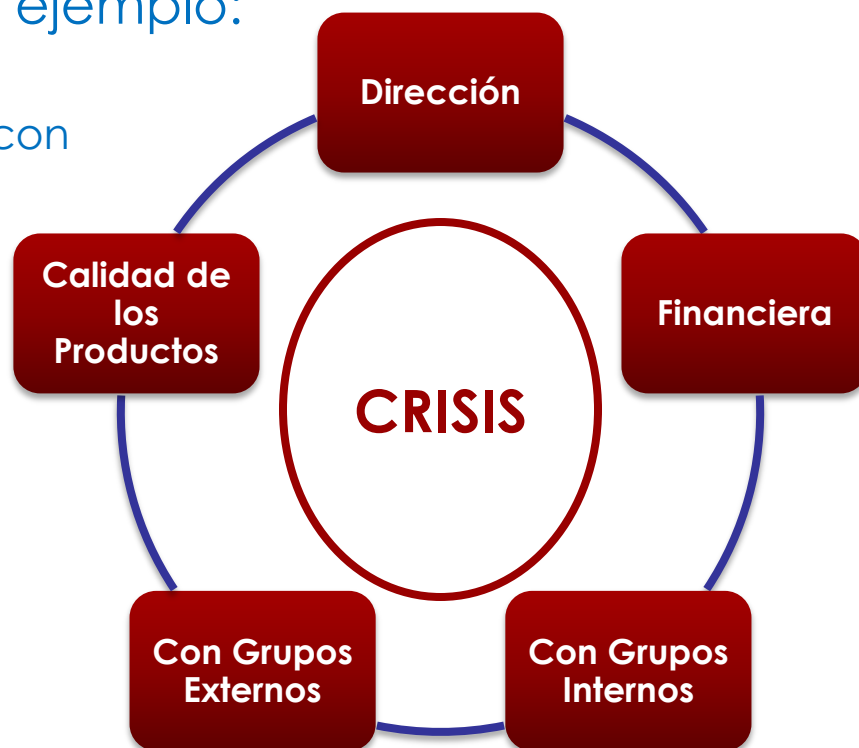 ejemplo:
con
Dirección
Calidad de
los
Productos
Financiera
CRISIS
Con Grupos
Externos
Con Grupos
Internos